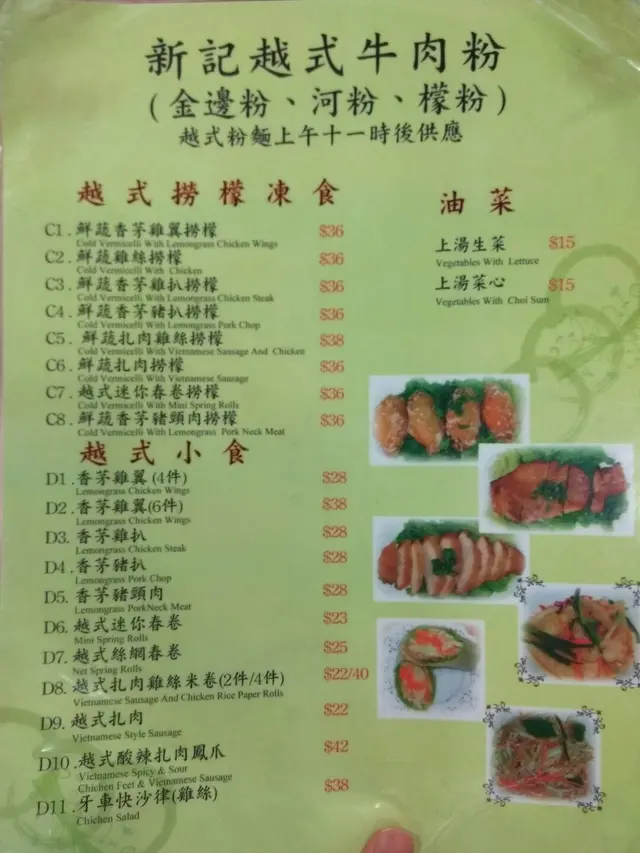 新記越式牛肉粉
(金邊粉、河粉、檬粉)
越式粉麵上午十一時後供應
越式撈檬凍食
C1.鮮蔬香茅雞翼撈檬 $36
Cold Vermicelli With Lemongrass Chicken Wings
C2.鮮蔬雞絲撈檬 $36
Cold Vermicelli With Chicken
C3.鮮蔬香茅雞扒撈檬 $36
Cold Vermicelli With Lemongrass Chicken Steak
C4.鮮蔬香茅豬扒撈檬 $36
Cold Vermicelli With Lemongrass Pork Chop
C5.鮮蔬扎肉雞絲撈檬 $38
Cold Vermicelli With Vietnamese Sausage And Chicken
C6.鮮蔬扎肉撈檬 $36
Cold Vermicelli With Vietnamese Sausage
C7.越式迷你春卷撈檬 $36
Cold Vermicelli With Mini Spring Rolls
C8.鮮蔬香茅豬頸肉撈檬 $36
Cold Vermicelli With Lemongrass Pork Neck Meat
越式小食
D1.香茅雞翼(4件) $28
Lemongrass Chicken Wings
D2.香茅雞翼(6件) $38
Lemongrass Chicken Wings
D3.香茅雞扒 $28
Lemongrass Chicken Steak
D4.香茅豬扒 $28
Lemongrass Pork Chop
D5.香茅豬頸肉 $28
Lemongrass PorkNeck Meat
D6.越式迷你春卷 $23
Mini Spring Rolls
D7.越式絲網春卷 $25
Net Spring Rolls
D8.越式扎肉雞絲米卷(2件/4件) $22/40
Vietnamese Sausage And Chicken Rice Paper Rolls
D9.越式扎肉 $22
Vietnamese Style Sausage
D10.越式酸辣扎肉鳳爪 $42
Vietnamese Spicy & Sour
Chicken Feet & Vietnamese Sausage
D11.牙車快沙律(雞絲) $38
Chichen Salad
油菜
上湯生菜 $15
Vegetables With Lettuce
上湯菜心 $15
Vegetables With Choi Sum